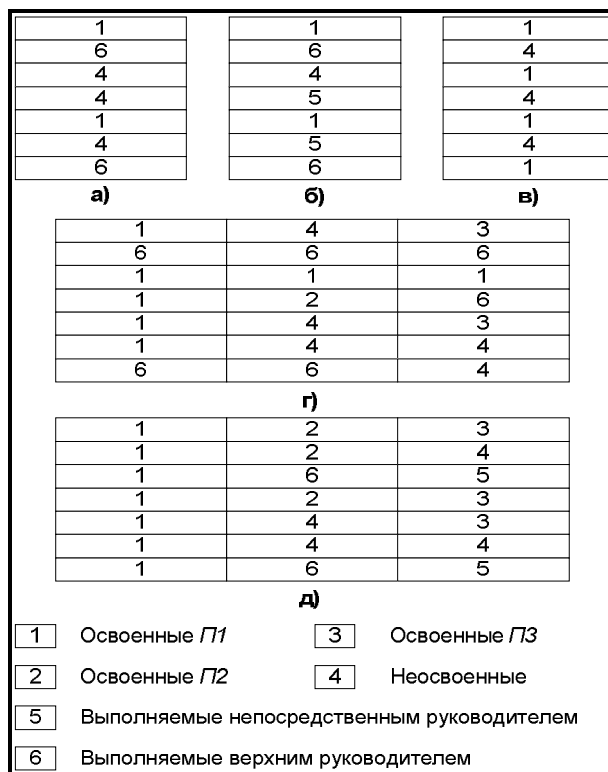 1 1 1
6 6 4
4 4 1
4 5 4
1 1 1
4 5 4
6 6 1
а) б) в)
1 4 3
6 6 6
1 1 1
1 2 6
1 4 3
1 4 4
6 6 4
г)
1 2 3
1 2 4
1 6 5
1 2 3
1 4 3
1 4 4
1 6 5
д)
1 Освоенные П1 3 Освоенные П3
2 Освоенные П2 4 Неосвоенные
5 Выполняемые непосредственным руководителем
6 Выполняемые верхним руководителем